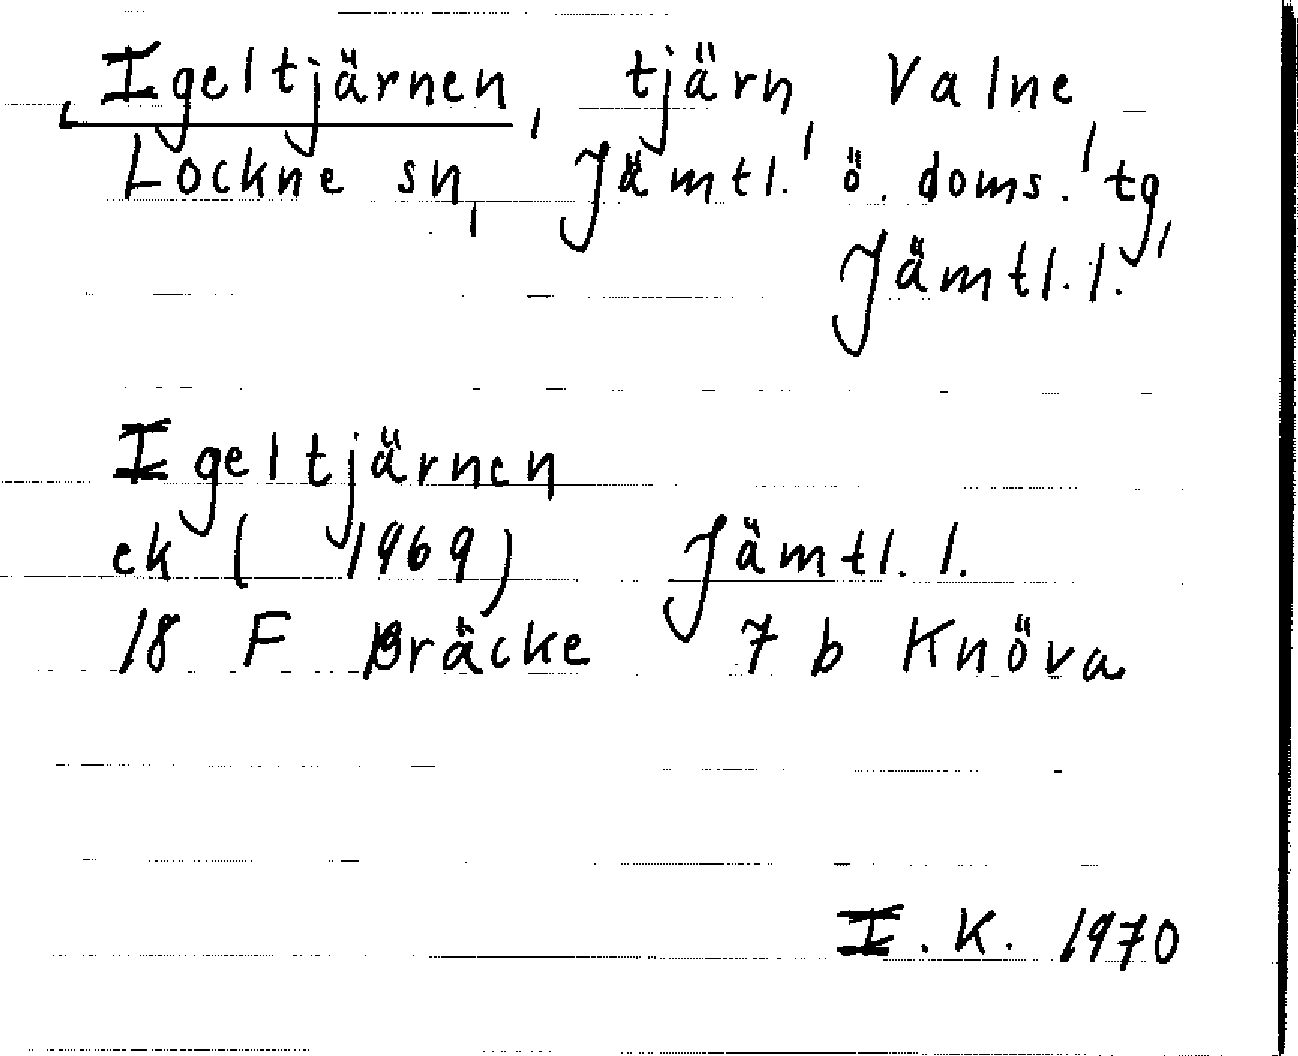 Igeltjärnen, tjärn, Valne,
Lockne sn, Jämtl. ö. doms. tg,
Jämtl. l.
Igeltjärnen
ek ( 1969) Jämtl. l.
18 F Bräcke 7 b Knöva
I. K. 1970